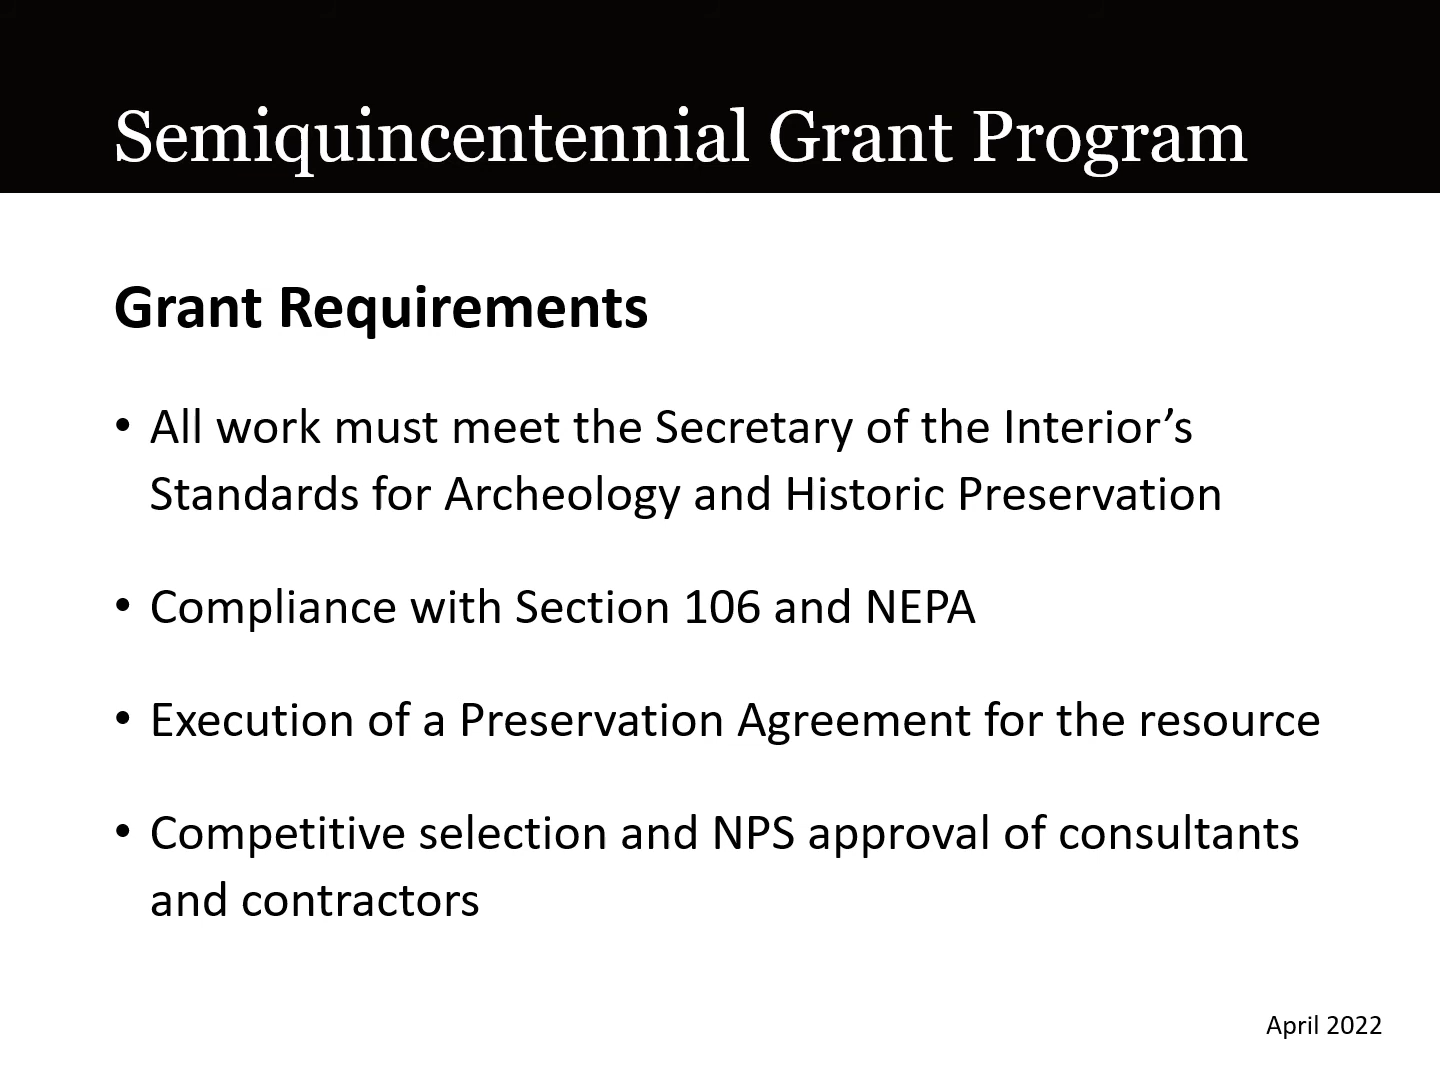 Semiquincentennial Grant Program
Grant Requirements
• All work must meet the Secretary of the Interior’s
Standards for Archeology and Historic Preservation
• Compliance with Section 106 and NEPA
• Execution of a Preservation Agreement for the resource
• Competitive selection and NPS approval of consultants
and contractors
April 2022